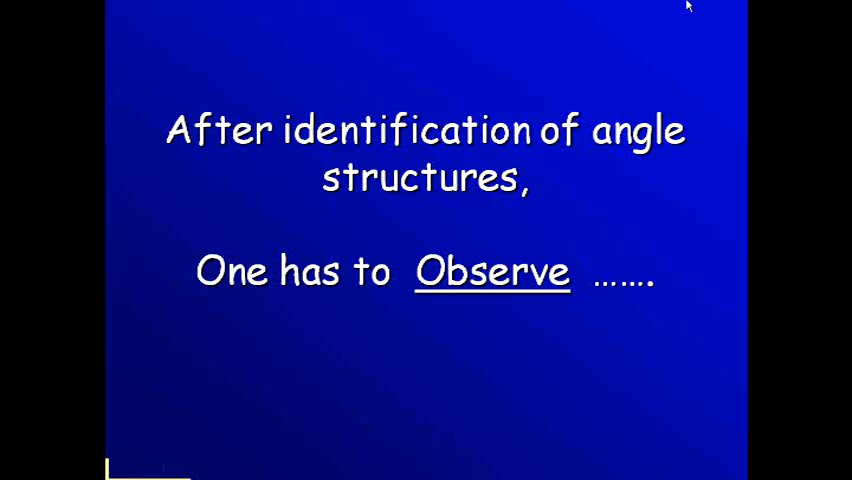 After identification of angle
structures,
One has to Observe …….